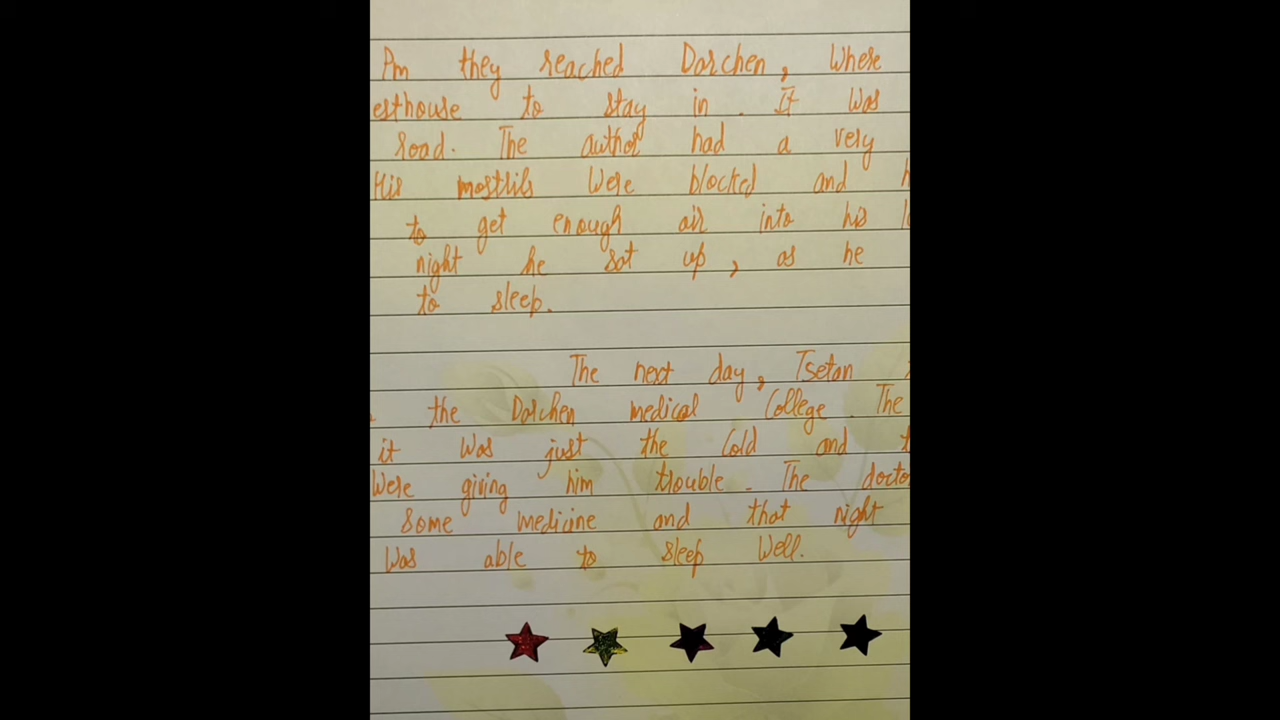 Pm they reached Darchen, Where
esthouse to stay in. It Was
road. The author had a very
His mostlils Were blocked and h
to get enough air into his l
night he sat up, as he
to sleep.
The next day, Tseton
the Darchen medical College. The
it Was just the Cold and t
Were giving him trouble. The docto
Some medicine and that night
Was able to sleep Well.